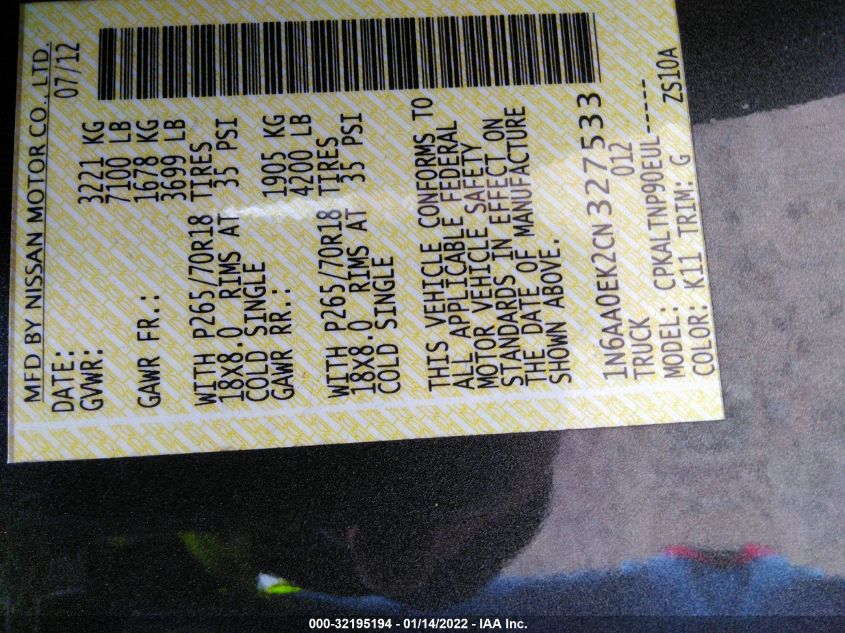 MFD BY NISSAN MOTOR CO.,LTD.
DATE: 07/12
GVWR: 3221 KG
7100 LB
GAWR FR.: 1678 KG
3699 LB
WITH P265/70R18 TIRES
18X8.0 RIMS AT 35 PSI
COLD SINGLE
GAWR RR.: 1905 KG
4200 LB
WITH P265/70R18 TIRES
18X8.0 RIMS AT 35 PSI
COLD SINGLE
THIS VEHICLE CONFORMS TO
ALL APPLICABLE FEDERAL
MOTOR VEHICLE SAFETY
STANDARDS IN EFFECT ON
THE DATE OF MANUFACTURE
SHOWN ABOVE.
1N6AA0EK2CN327533
TRUCK 012
MODEL: CPKALTNP90EUL-----
COLOR: K11 TRIM: G ZS10A
000-32195194 - 01/14/2022 - IAA Inc.